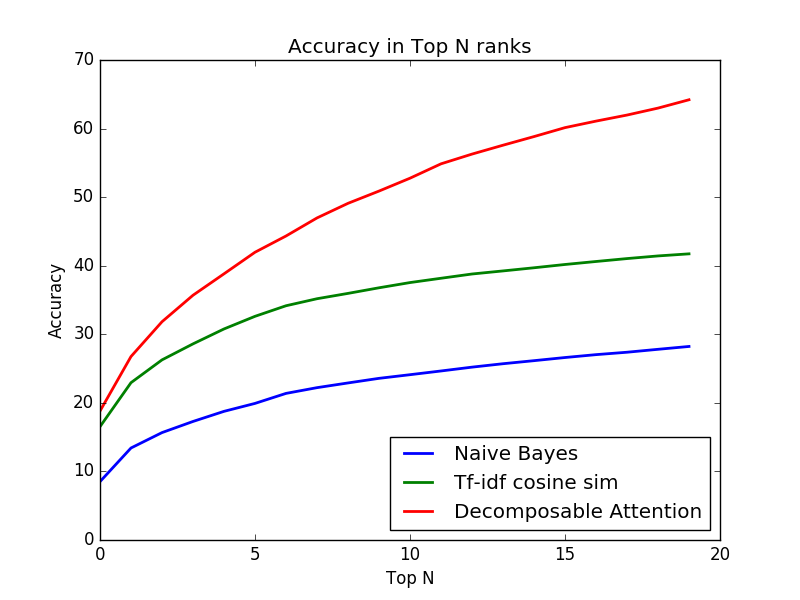 Accuracy in Top N ranks
70
60
50
40
30
20
10
0
Accuracy
0 5 10 15 20
Top N
Naive Bayes
Tf-idf cosine sim
Decomposable Attention